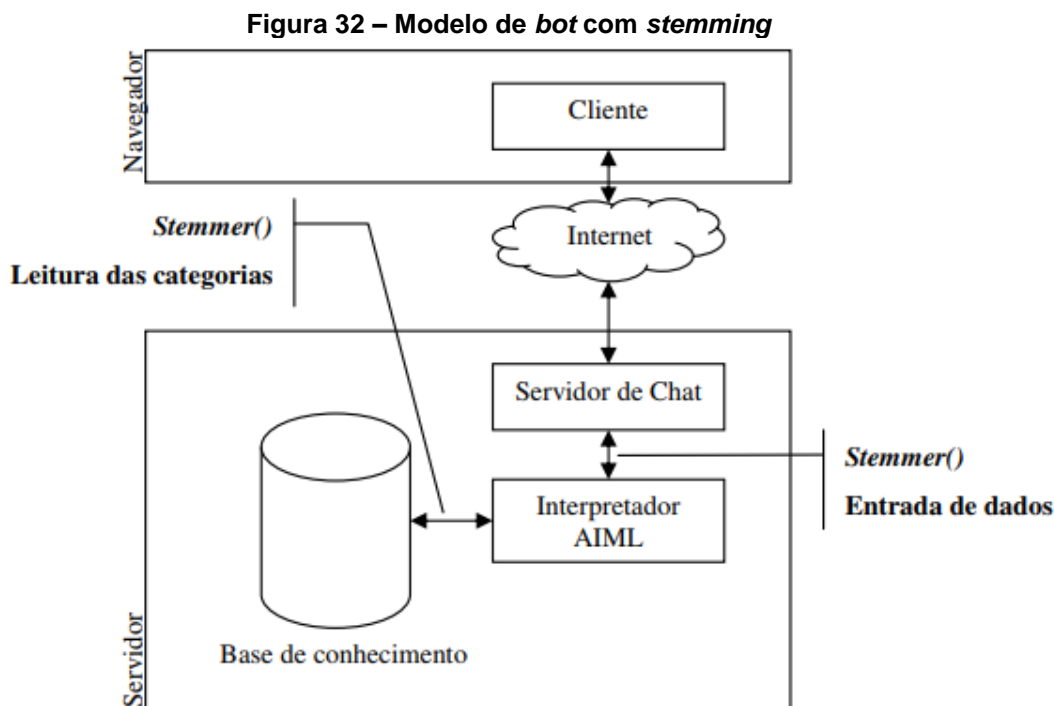 Figura 32 – Modelo de bot com stemming
Navegador
Cliente
Stemmer()
Leitura das categorias
Internet
Servidor de Chat
Stemmer()
Entrada de dados
Interpretador
AIML
Base de conhecimento
Servidor